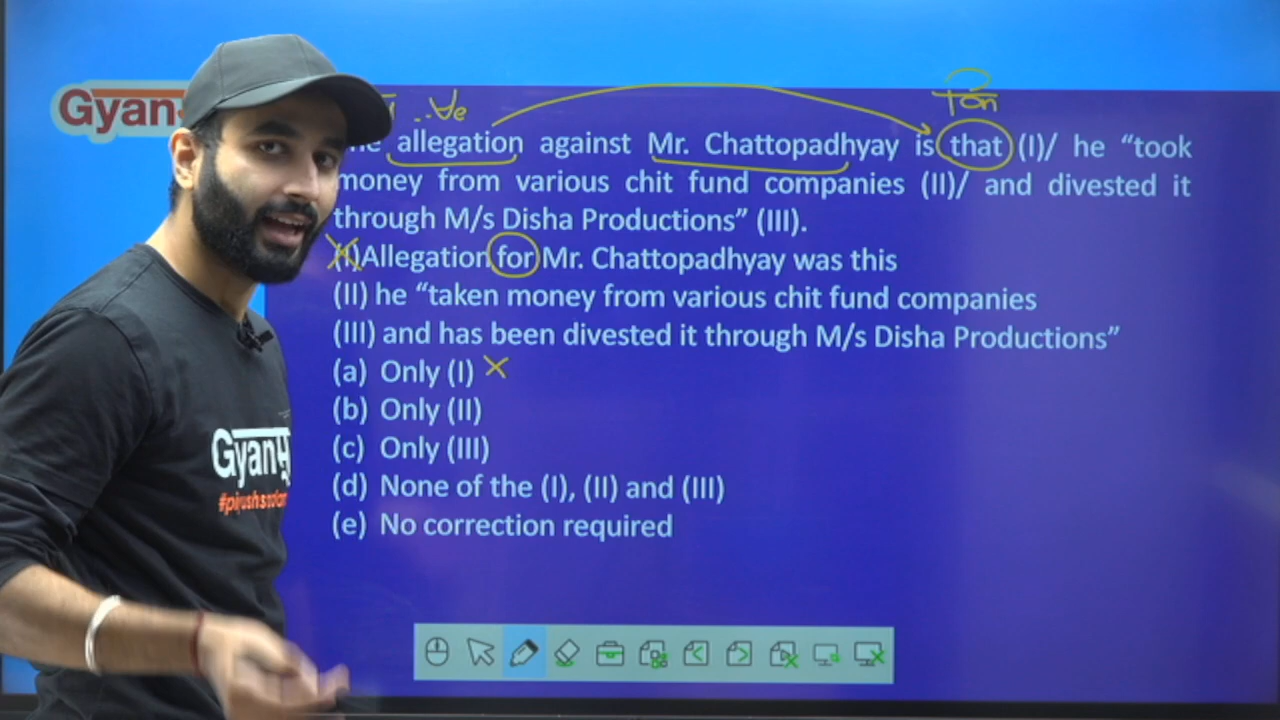 Gyan
allegation against Mr. Chattopadhyay is that (I)/ he “took
money from various chit fund companies (II)/ and divested it
through M/s Disha Productions” (III).
(I)Allegation for Mr. Chattopadhyay was this
(II) he “taken money from various chit fund companies
(III) and has been divested it through M/s Disha Productions”
(a) Only (I)
(b) Only (II)
(c) Only (III)
(d) None of the (I), (II) and (III)
(e) No correction required
Gyan